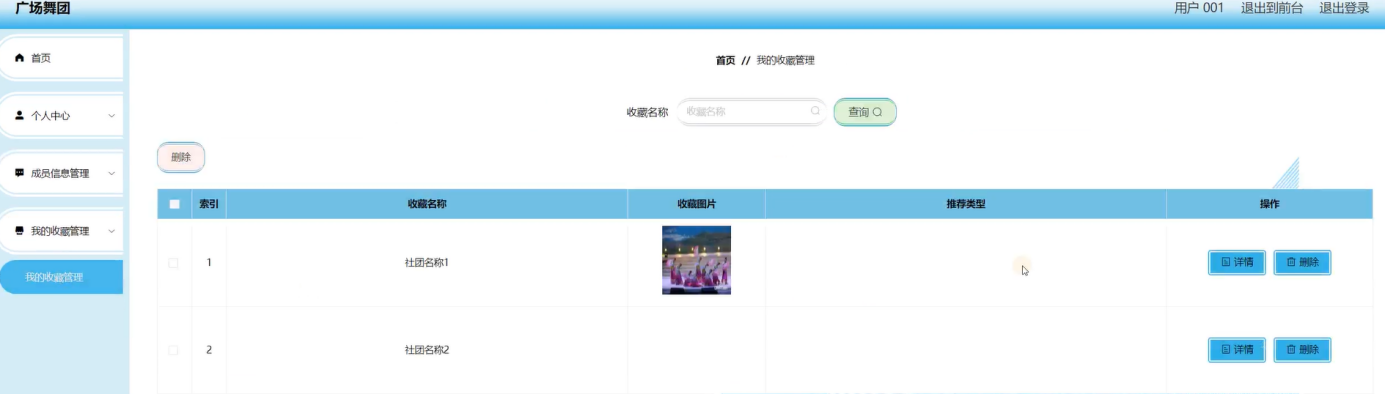 广场舞团
用户 001 退出到前台 退出登录
首页
个人中心
成员信息管理
我的收藏管理
我的收藏管理
首页 // 我的收藏管理
收藏名称 收藏名称 查询
删除
索引 收藏名称 收藏图片 推荐类型 操作
1 社团名称1 详情 删除
2 社团名称2 详情 删除